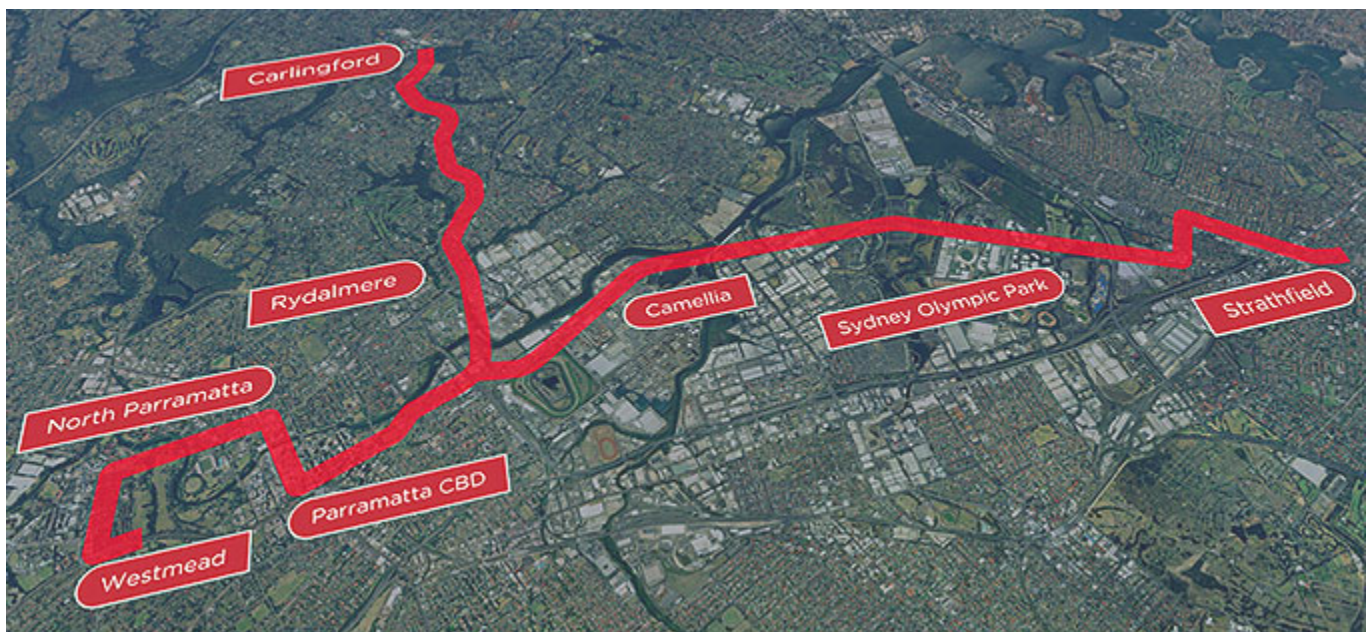 Carlingford
Rydalmere
Camellia
Sydney Olympic Park
Strathfield
North Parramatta
Parramatta CBD
Westmead